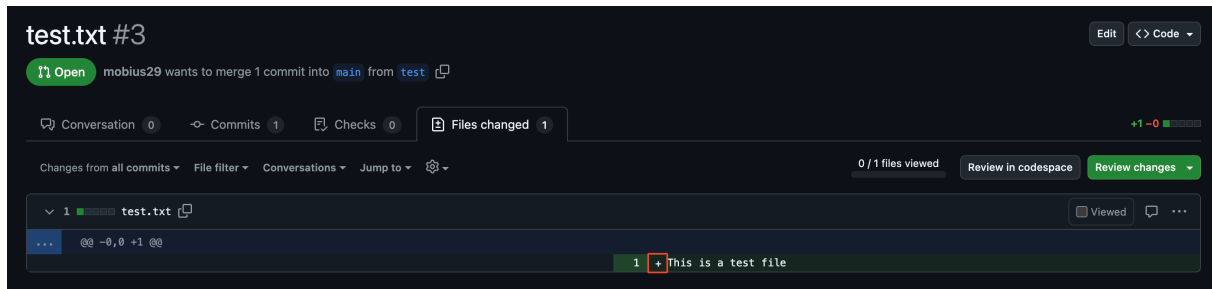 test.txt #3
Edit
<> Code
Open mobius29 wants to merge 1 commit into main from test
Conversation 0 Commits 1 Checks 0 Files changed 1
+1 −0
Changes from all commits File filter Conversations Jump to
0 / 1 files viewed
Review in codespace
Review changes
1 test.txt
Viewed
...
... @@ -0,0 +1 @@
1 + This is a test file